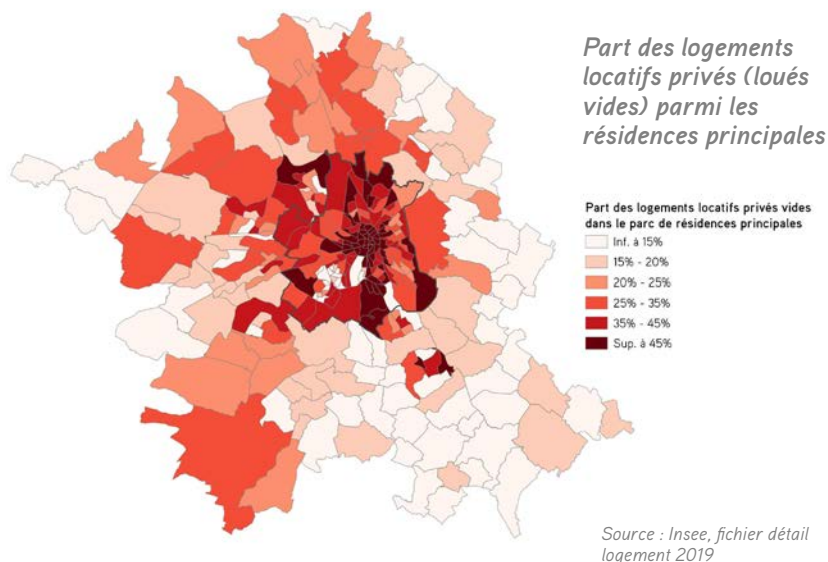 Part des logements
locatifs privés (loués
vides) parmi les
résidences principales
Part des logements locatifs privés vides
dans le parc de résidences principales
Inf. à 15%
15% - 20%
20% - 25%
25% - 35%
35% - 45%
Sup. à 45%
Source : Insee, fichier détail
logement 2019